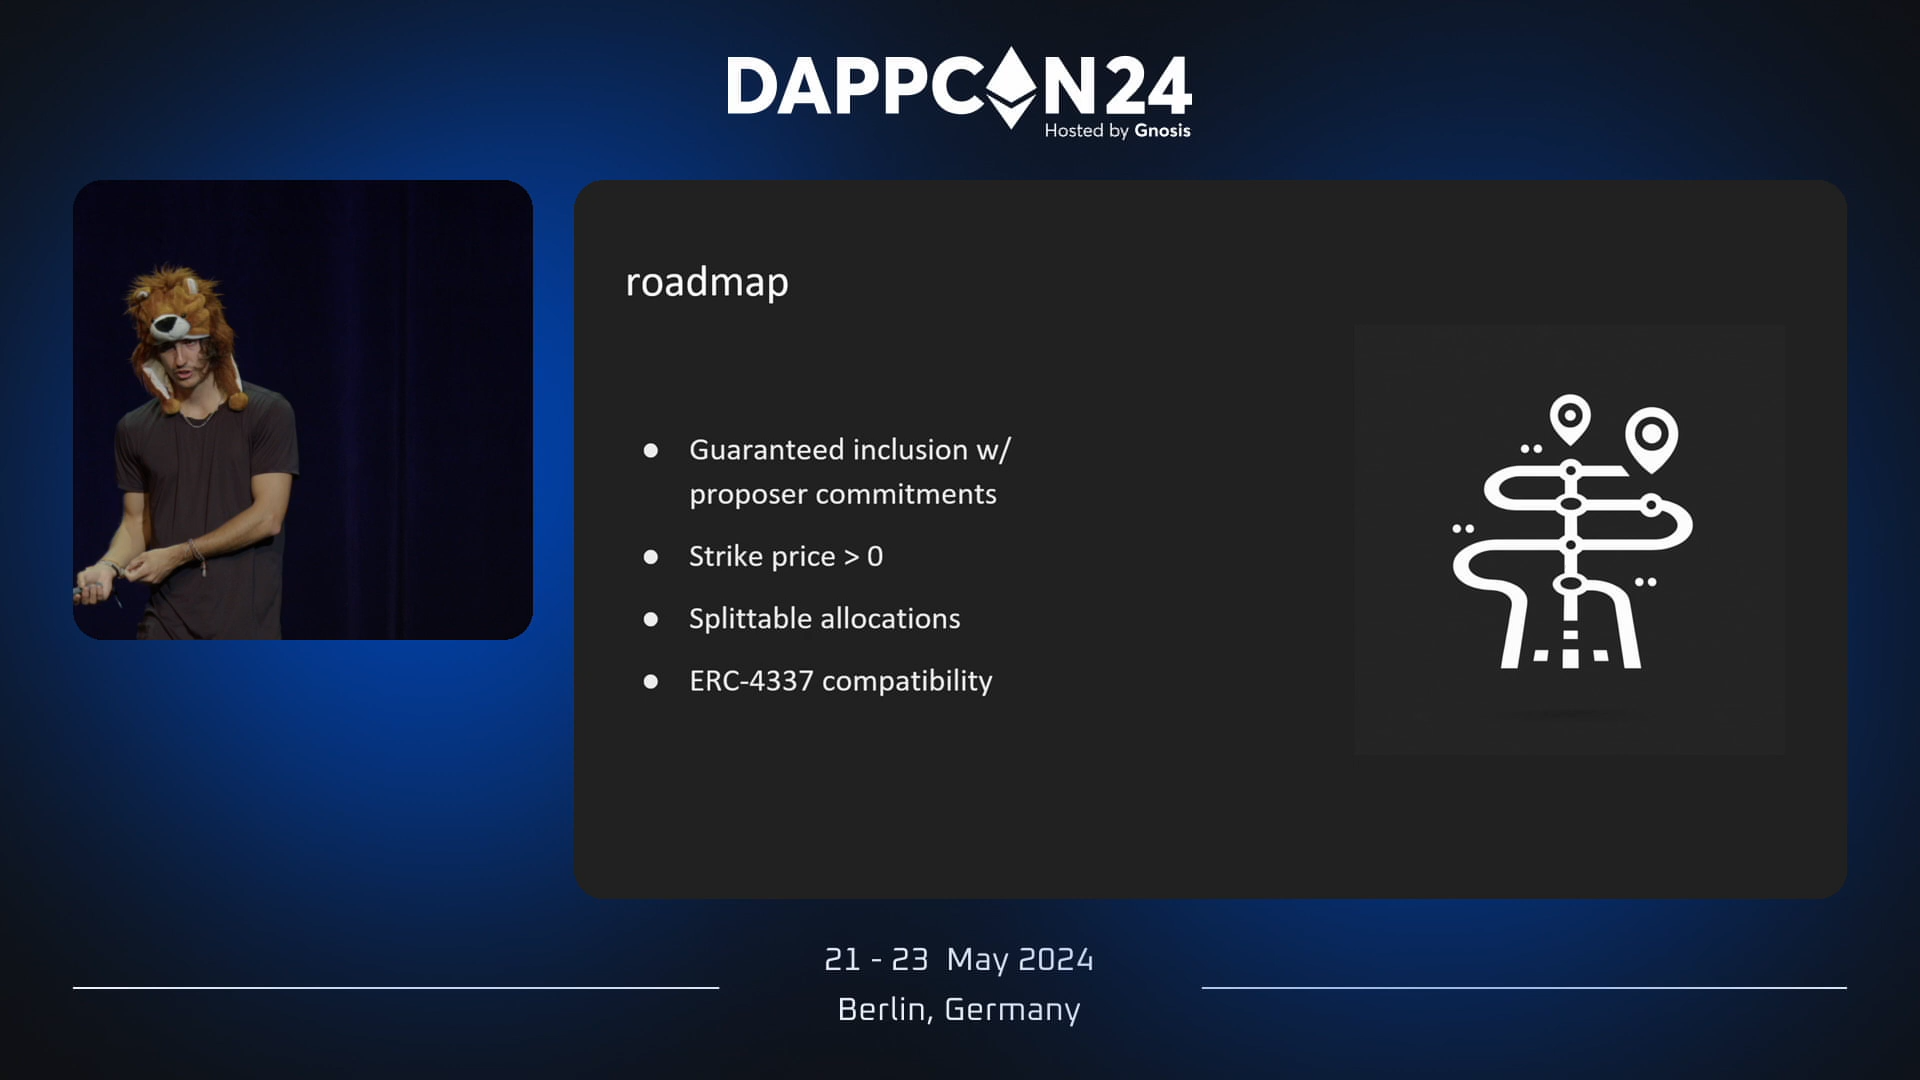 DAPPCON24
Hosted by Gnosis
roadmap
● Guaranteed inclusion w/
proposer commitments
● Strike price > 0
● Splittable allocations
● ERC-4337 compatibility
21 - 23 May 2024
Berlin, Germany